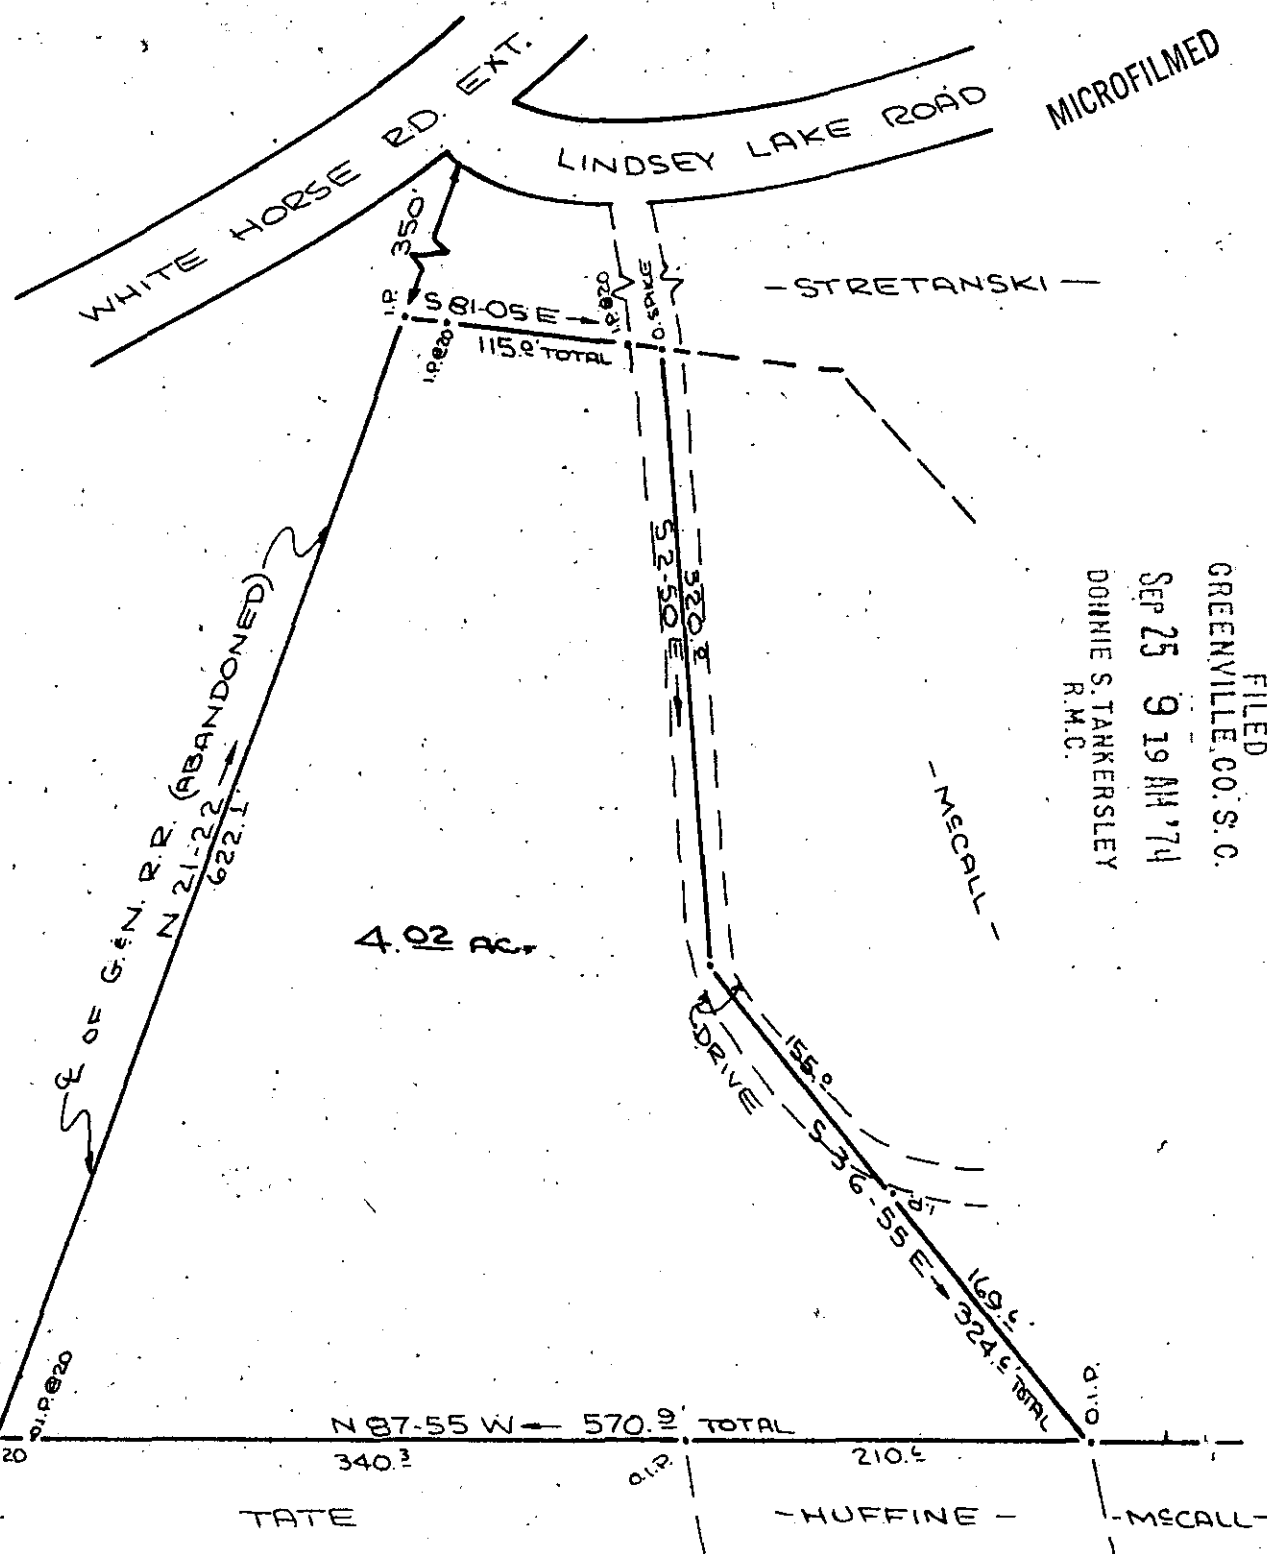 MICROFILMED
WHITE HORSE RD. EXT.
LINDSEY LAKE ROAD
350'
I.P.
S 81-05 E
I.P.@20
I.P.@20
O.SPIKE
115.0' TOTAL
-STRETANSKI-
S 2-50 E
320.0
FILED
GREENVILLE, CO. S. C.
SEP 25 9 19 AM '74
DONNIE S. TANKERSLEY
R.M.C.
℄ OF G.&N. R.R. (ABANDONED)
N 21-22
622.1
-McCALL-
4.02 AC.
DRIVE
155.0
S 36-55 E
I.P.
169.6
324.6' TOTAL
O.I.P.@20
O.I.P.
N 87-55 W 570.9' TOTAL
20
340.3
O.I.P.
210.6
TATE
-HUFFINE-
-McCALL-